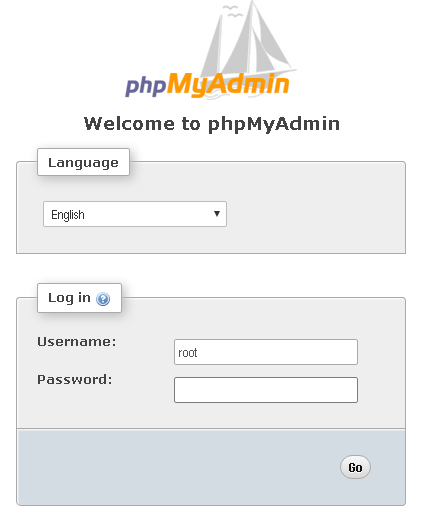 phpMyAdmin
Welcome to phpMyAdmin
Language
English
Log in
Username:
root
Password:
Go